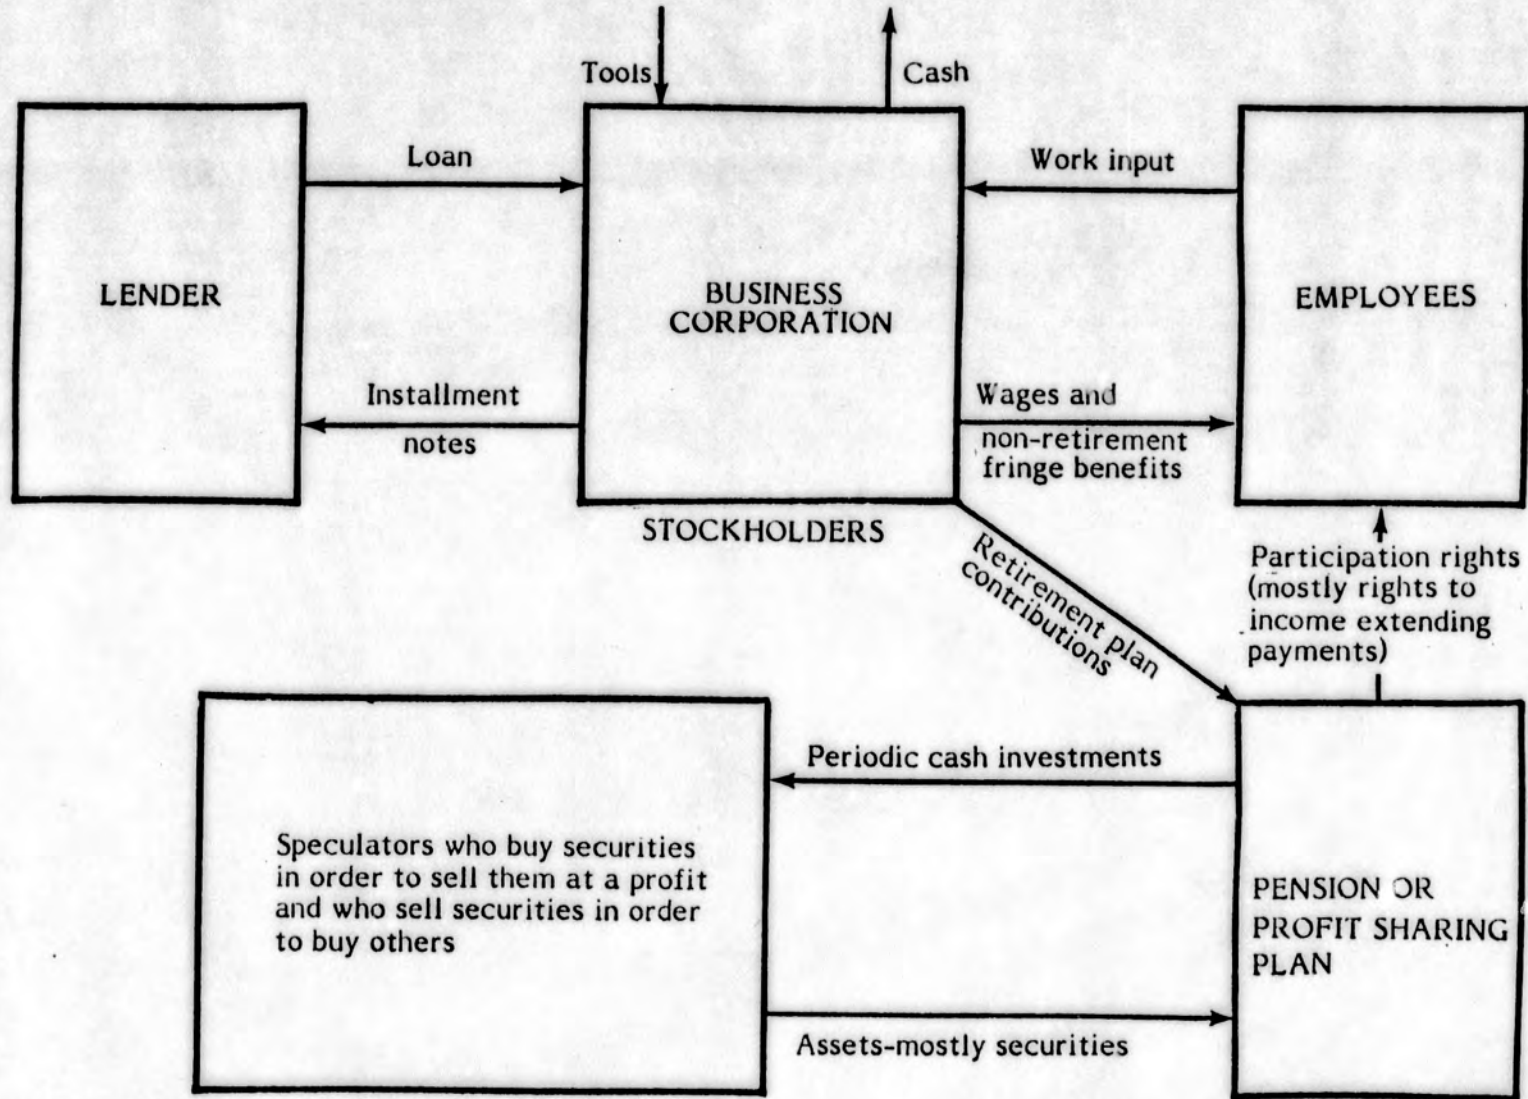 Tools
Cash
Loan
Work input
LENDER
BUSINESS
CORPORATION
EMPLOYEES
Installment
notes
Wages and
non-retirement
fringe benefits
STOCKHOLDERS
Retirement plan
contributions
Participation rights
(mostly rights to
income extending
payments)
Periodic cash investments
Speculators who buy securities
in order to sell them at a profit
and who sell securities in order
to buy others
PENSION OR
PROFIT SHARING
PLAN
Assets-mostly securities